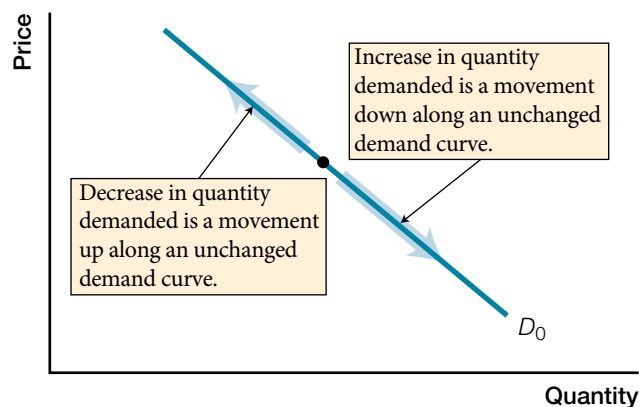 Price
Increase in quantity
demanded is a movement
down along an unchanged
demand curve.
Decrease in quantity
demanded is a movement
up along an unchanged
demand curve.
D0
Quantity